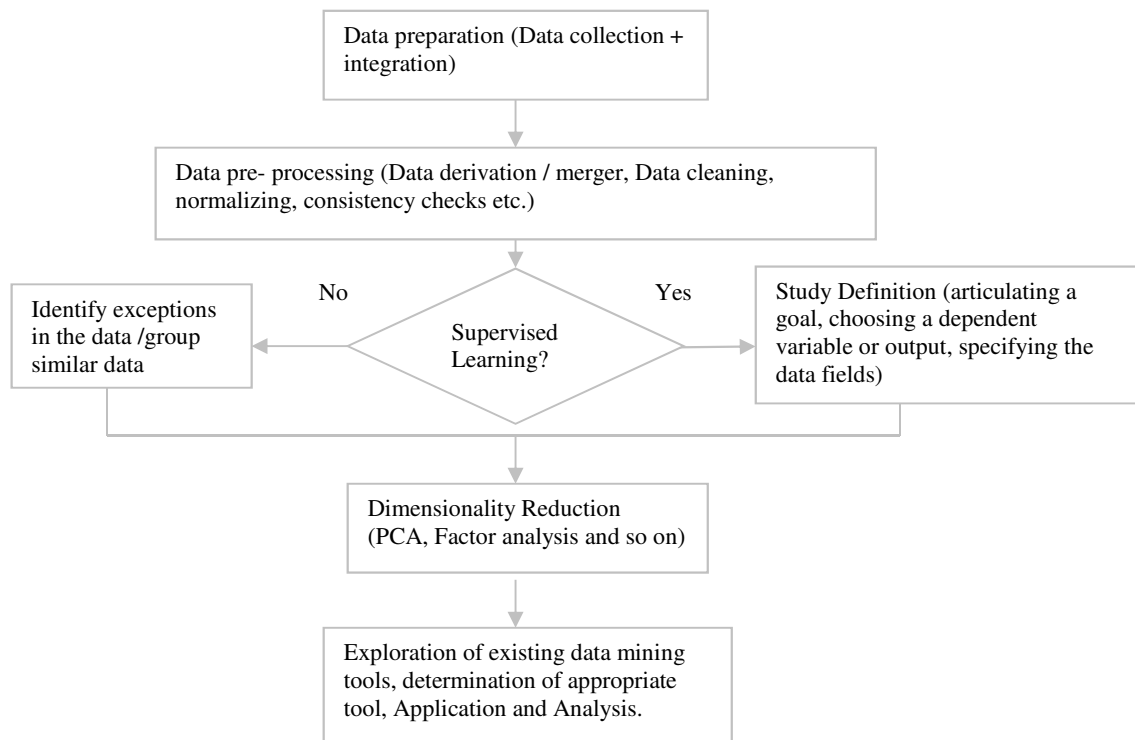 Data preparation (Data collection +
integration)
Data pre- processing (Data derivation / merger, Data cleaning,
normalizing, consistency checks etc.)
No
Yes
Identify exceptions
in the data /group
similar data
Supervised
Learning?
Study Definition (articulating a
goal, choosing a dependent
variable or output, specifying the
data fields)
Dimensionality Reduction
(PCA, Factor analysis and so on)
Exploration of existing data mining
tools, determination of appropriate
tool, Application and Analysis.